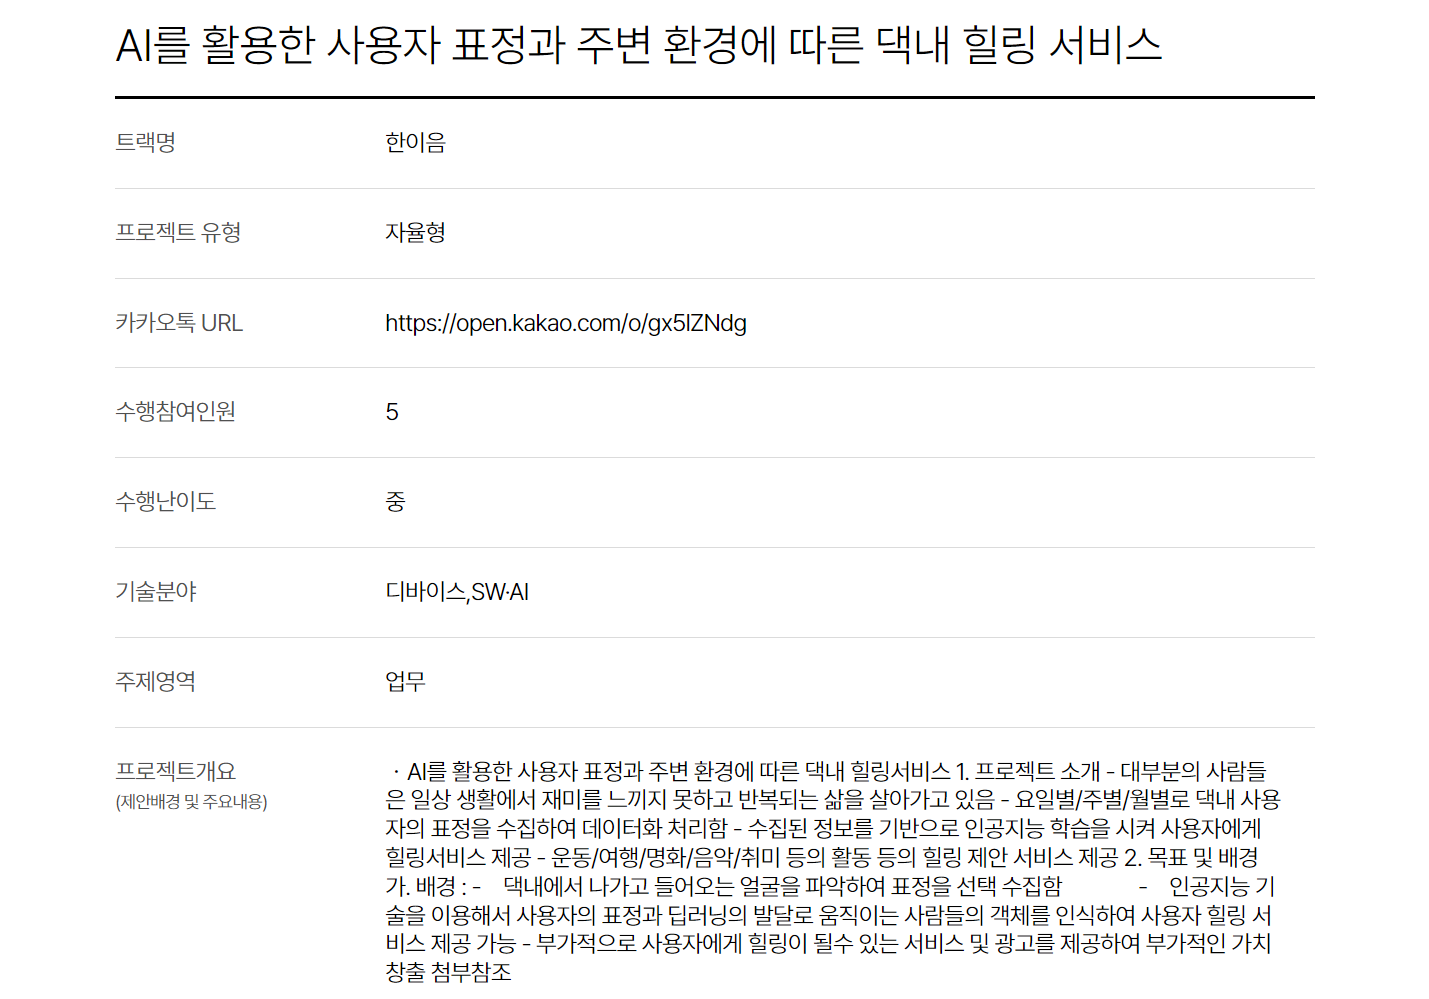 AI를 활용한 사용자 표정과 주변 환경에 따른 댁내 힐링 서비스
트랙명 한이음
프로젝트 유형 자율형
카카오톡 URL https://open.kakao.com/o/gx5IZNdg
수행참여인원 5
수행난이도 중
기술분야 디바이스,SW·AI
주제영역 업무
프로젝트개요
(제안배경 및 주요내용)
· AI를 활용한 사용자 표정과 주변 환경에 따른 댁내 힐링서비스 1. 프로젝트 소개 - 대부분의 사람들
은 일상 생활에서 재미를 느끼지 못하고 반복되는 삶을 살아가고 있음 - 요일별/주별/월별로 댁내 사용
자의 표정을 수집하여 데이터화 처리함 - 수집된 정보를 기반으로 인공지능 학습을 시켜 사용자에게
힐링서비스 제공 - 운동/여행/명화/음악/취미 등의 활동 등의 힐링 제안 서비스 제공 2. 목표 및 배경
가. 배경 : - 댁내에서 나가고 들어오는 얼굴을 파악하여 표정을 선택 수집함 - 인공지능 기
술을 이용해서 사용자의 표정과 딥러닝의 발달로 움직이는 사람들의 객체를 인식하여 사용자 힐링 서
비스 제공 가능 - 부가적으로 사용자에게 힐링이 될수 있는 서비스 및 광고를 제공하여 부가적인 가치
창출 첨부참조